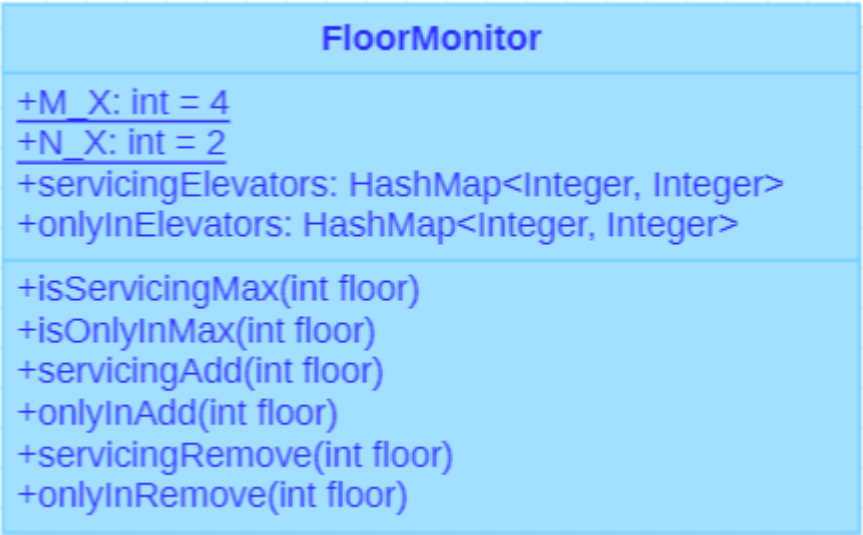 FloorMonitor
+M_X: int = 4
+N_X: int = 2
+servicingElevators: HashMap<Integer, Integer>
+onlyInElevators: HashMap<Integer, Integer>
+isServicingMax(int floor)
+isOnlyInMax(int floor)
+servicingAdd(int floor)
+onlyInAdd(int floor)
+servicingRemove(int floor)
+onlyInRemove(int floor)